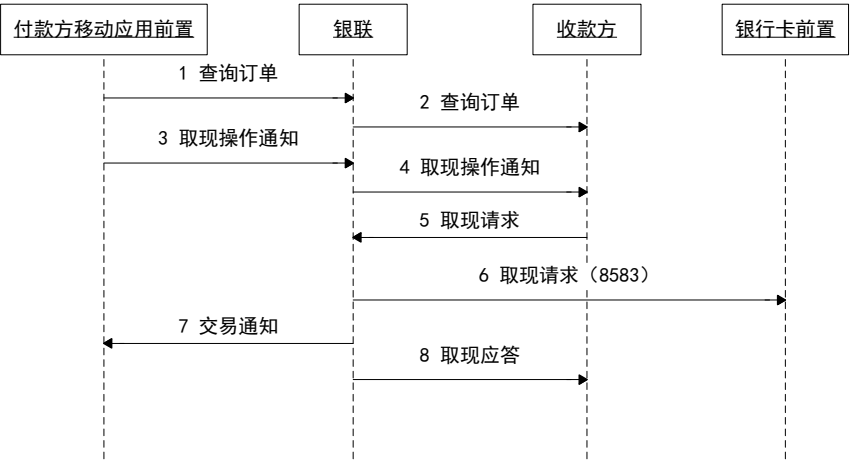 付款方移动应用前置
银联
收款方
银行卡前置
1 查询订单
2 查询订单
3 取现操作通知
4 取现操作通知
5 取现请求
6 取现请求（8583）
7 交易通知
8 取现应答